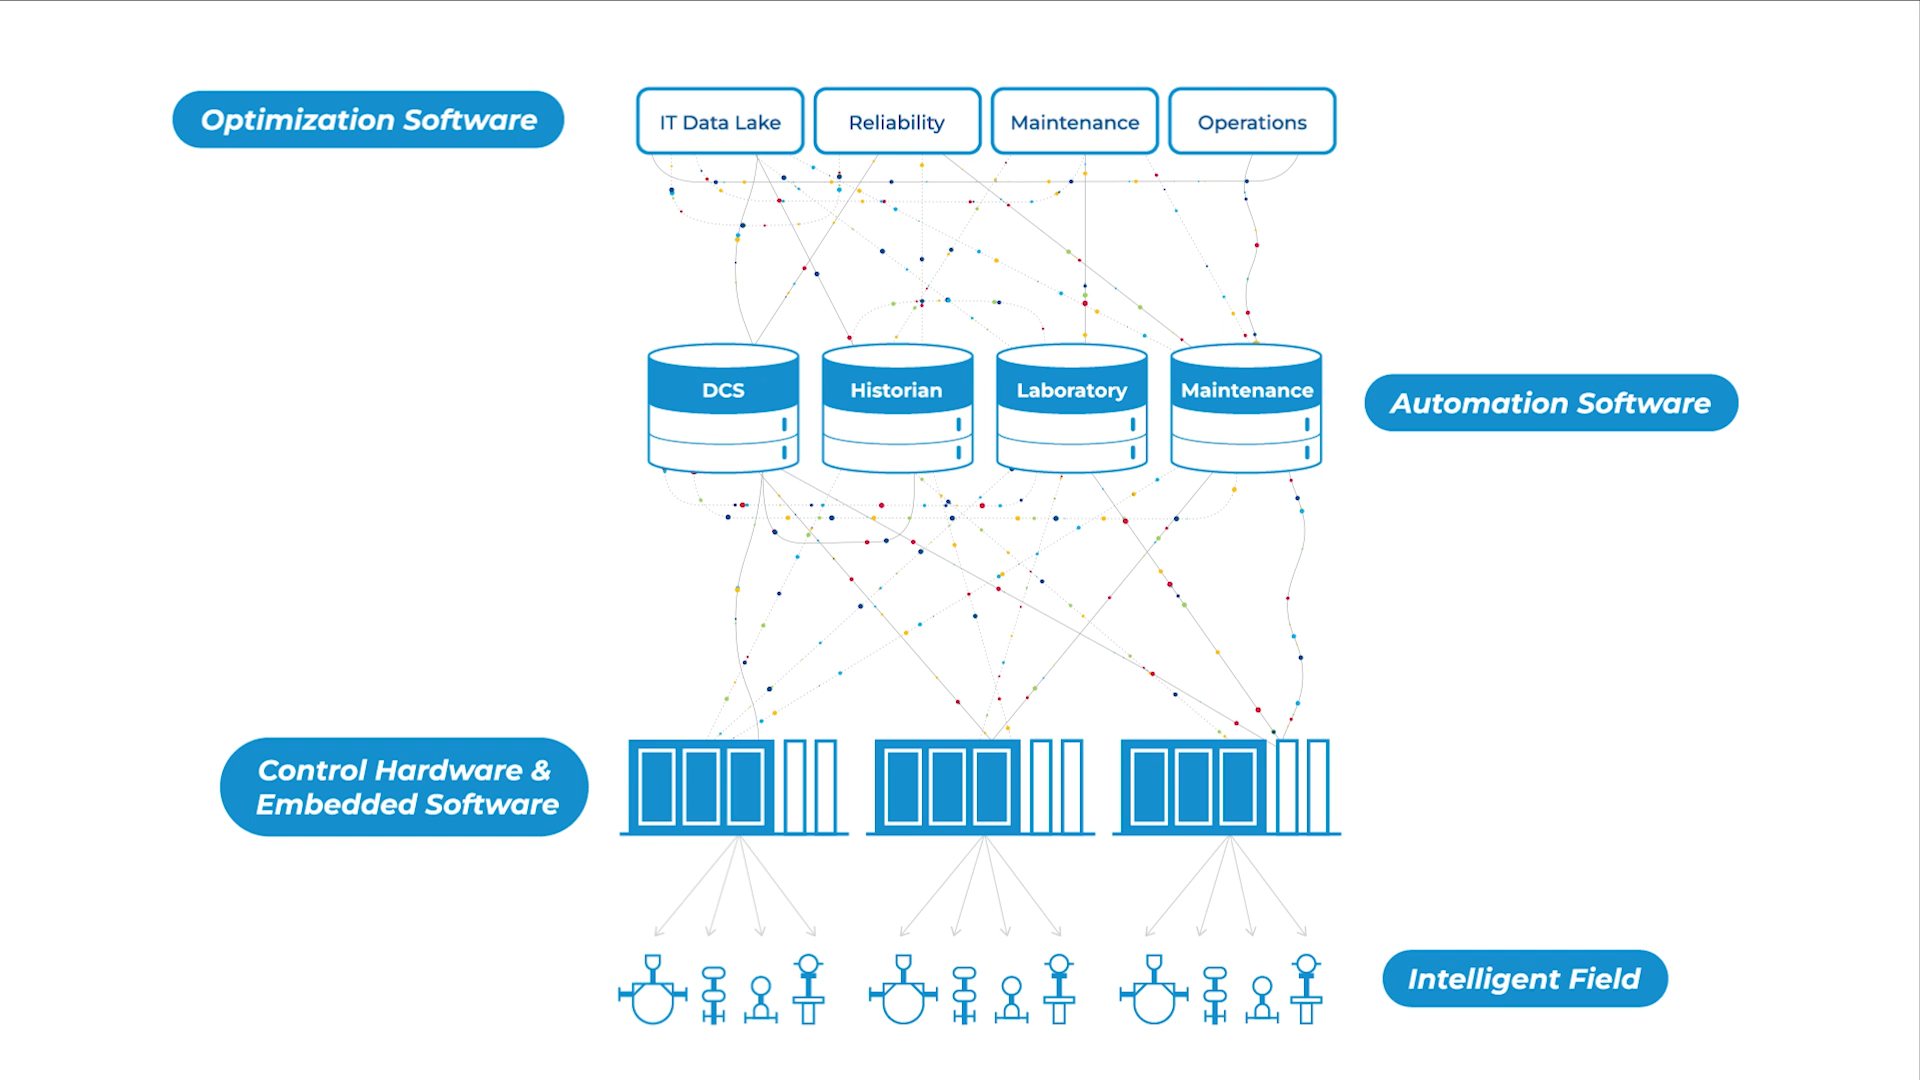 Optimization Software
IT Data Lake
Reliability
Maintenance
Operations
DCS
Historian
Laboratory
Maintenance
Automation Software
Control Hardware &
Embedded Software
Intelligent Field